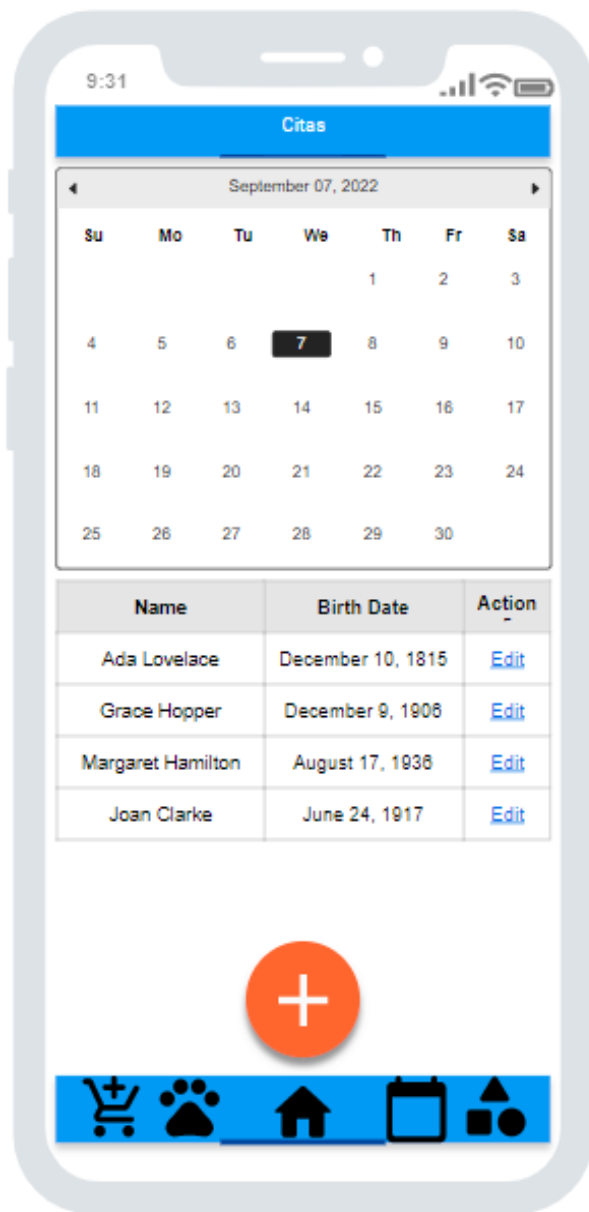 9:31
Citas
September 07, 2022
Su Mo Tu We Th Fr Sa
1 2 3
4 5 6 7 8 9 10
11 12 13 14 15 16 17
18 19 20 21 22 23 24
25 26 27 28 29 30
Name Birth Date Action
Ada Lovelace December 10, 1815 Edit
Grace Hopper December 9, 1906 Edit
Margaret Hamilton August 17, 1936 Edit
Joan Clarke June 24, 1917 Edit